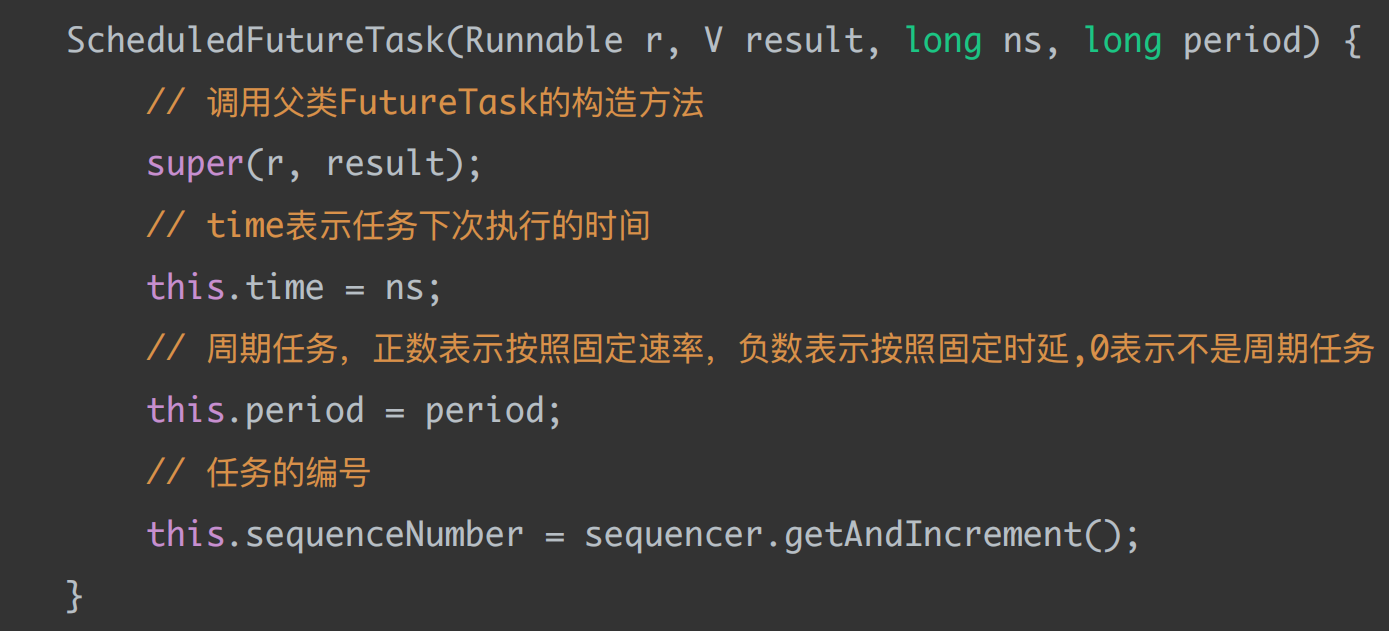 ScheduledFutureTask(Runnable r, V result, long ns, long period) {
// 调用父类FutureTask的构造方法
super(r, result);
// time表示任务下次执行的时间
this.time = ns;
// 周期任务，正数表示按照固定速率，负数表示按照固定时延,0表示不是周期任务
this.period = period;
// 任务的编号
this.sequenceNumber = sequencer.getAndIncrement();
}